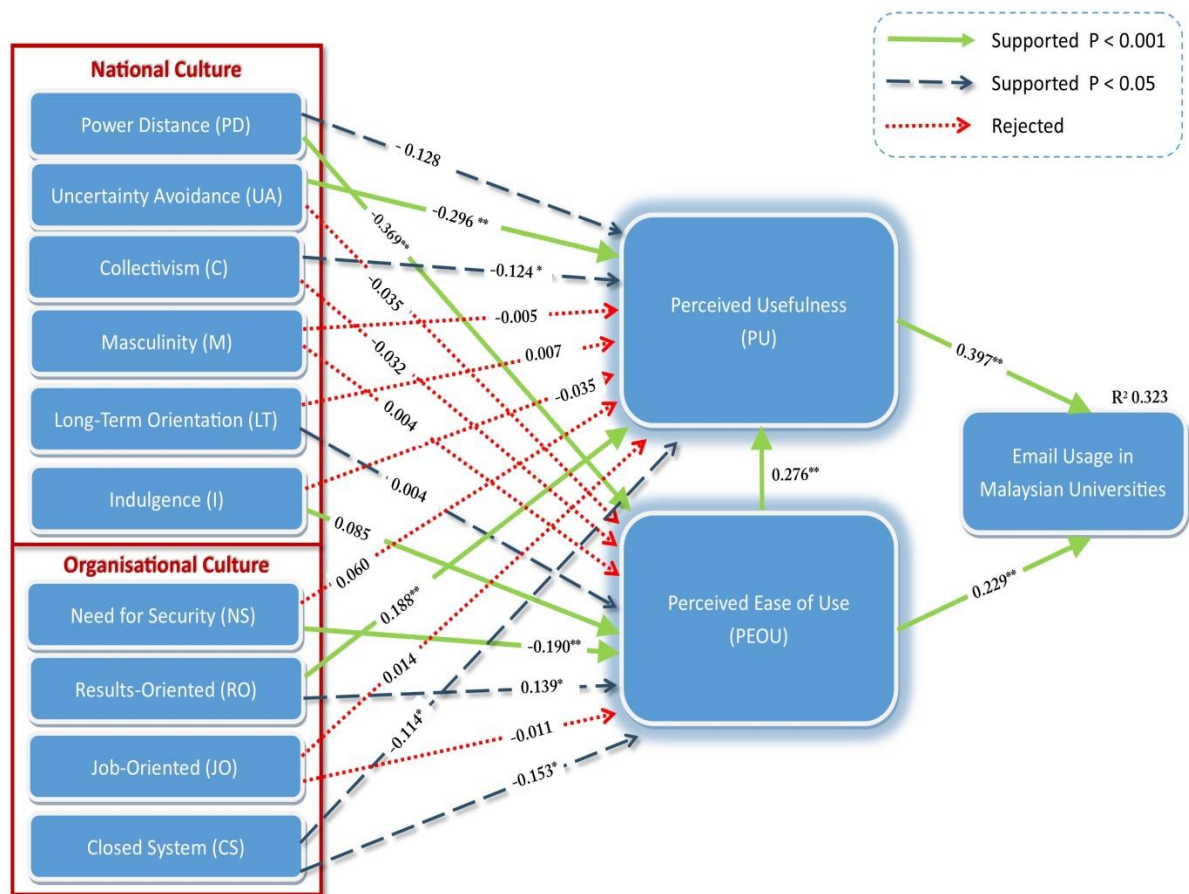 Supported P < 0.001
Supported P < 0.05
Rejected
National Culture
Power Distance (PD)
Uncertainty Avoidance (UA)
Collectivism (C)
Masculinity (M)
Long-Term Orientation (LT)
Indulgence (I)
Organisational Culture
Need for Security (NS)
Results-Oriented (RO)
Job-Oriented (JO)
Closed System (CS)
- 0.128
-0.296 **
-0.369**
-0.124 *
-0.035
-0.005
-0.032
0.007
0.004
-0.035
0.004
0.085
0.060
0.188**
-0.190**
0.014
0.139*
-0.114*
-0.011
-0.153*
Perceived Usefulness
(PU)
0.276**
Perceived Ease of Use
(PEOU)
0.397**
0.229**
R² 0.323
Email Usage in
Malaysian Universities